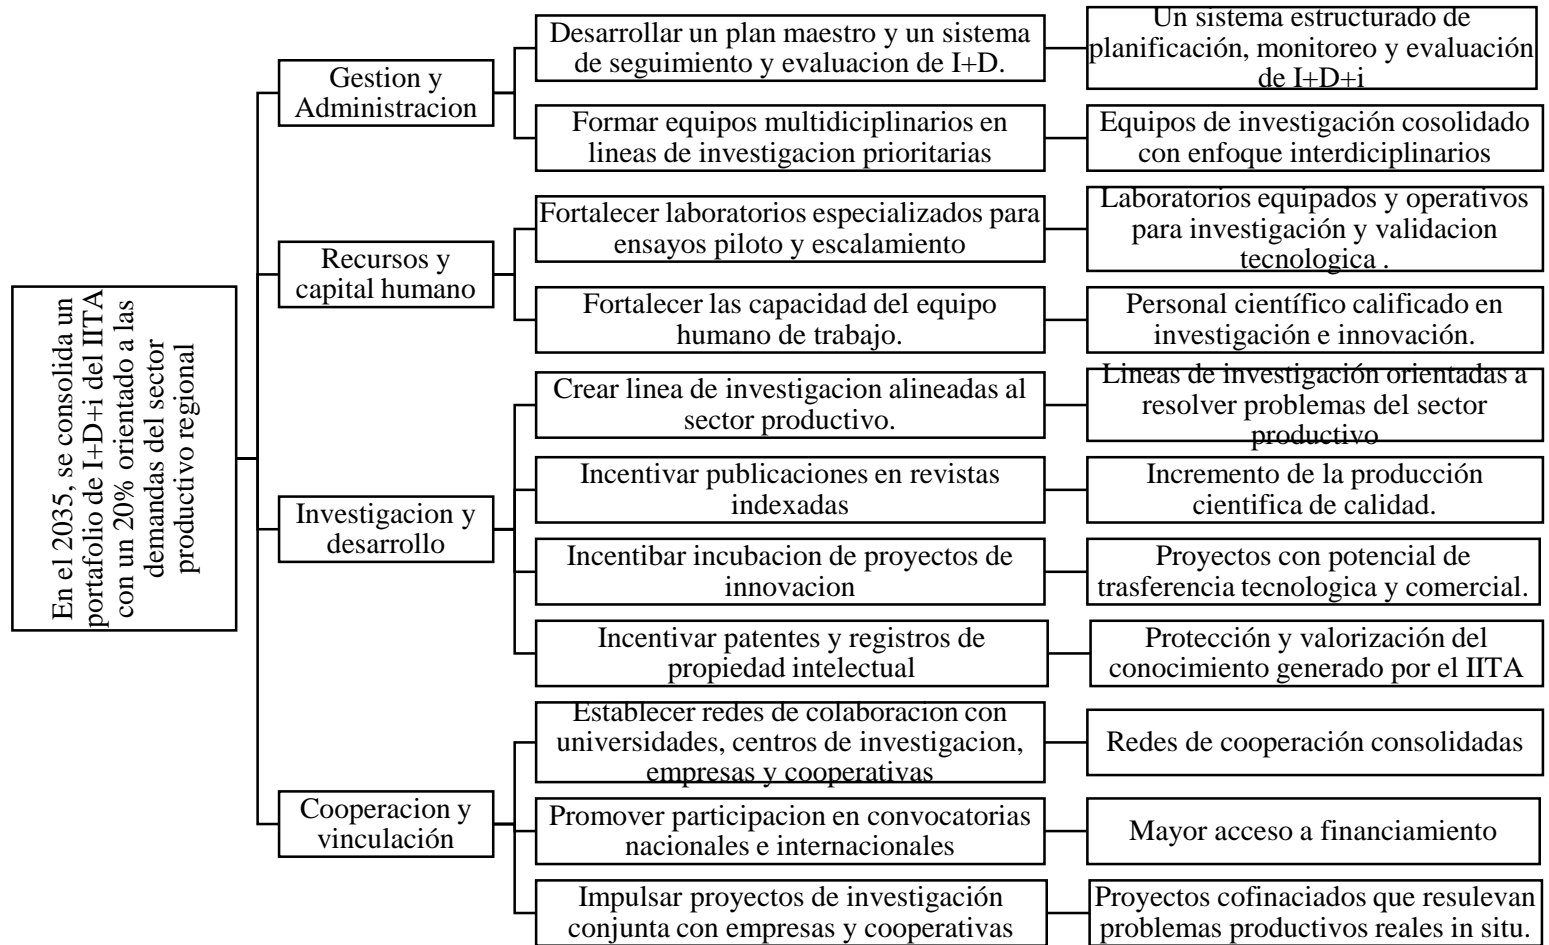 En el 2035, se consolida un
portafolio de I+D+i del IITA
con un 20% orientado a las
demandas del sector
productivo regional
Gestion y
Administracion
Desarrollar un plan maestro y un sistema
de seguimiento y evaluacion de I+D.
Un sistema estructurado de
planificación, monitoreo y evaluación
de I+D+i
Formar equipos multidiciplinarios en
lineas de investigacion prioritarias
Equipos de investigación cosolidado
con enfoque interdiciplinarios
Recursos y
capital humano
Fortalecer laboratorios especializados para
ensayos piloto y escalamiento
Laboratorios equipados y operativos
para investigación y validacion
tecnologica .
Fortalecer las capacidad del equipo
humano de trabajo.
Personal científico calificado en
investigación e innovación.
Investigacion y
desarrollo
Crear linea de investigacion alineadas al
sector productivo.
Lineas de investigación orientadas a
resolver problemas del sector
productivo
Incentivar publicaciones en revistas
indexadas
Incremento de la producción
cientifica de calidad.
Incentibar incubacion de proyectos de
innovacion
Proyectos con potencial de
trasferencia tecnologica y comercial.
Incentivar patentes y registros de
propiedad intelectual
Protección y valorización del
conocimiento generado por el IITA
Cooperacion y
vinculación
Establecer redes de colaboracion con
universidades, centros de investigacion,
empresas y cooperativas
Redes de cooperación consolidadas
Promover participacion en convocatorias
nacionales e internacionales
Mayor acceso a financiamiento
Impulsar proyectos de investigación
conjunta con empresas y cooperativas
Proyectos cofinaciados que resulevan
problemas productivos reales in situ.